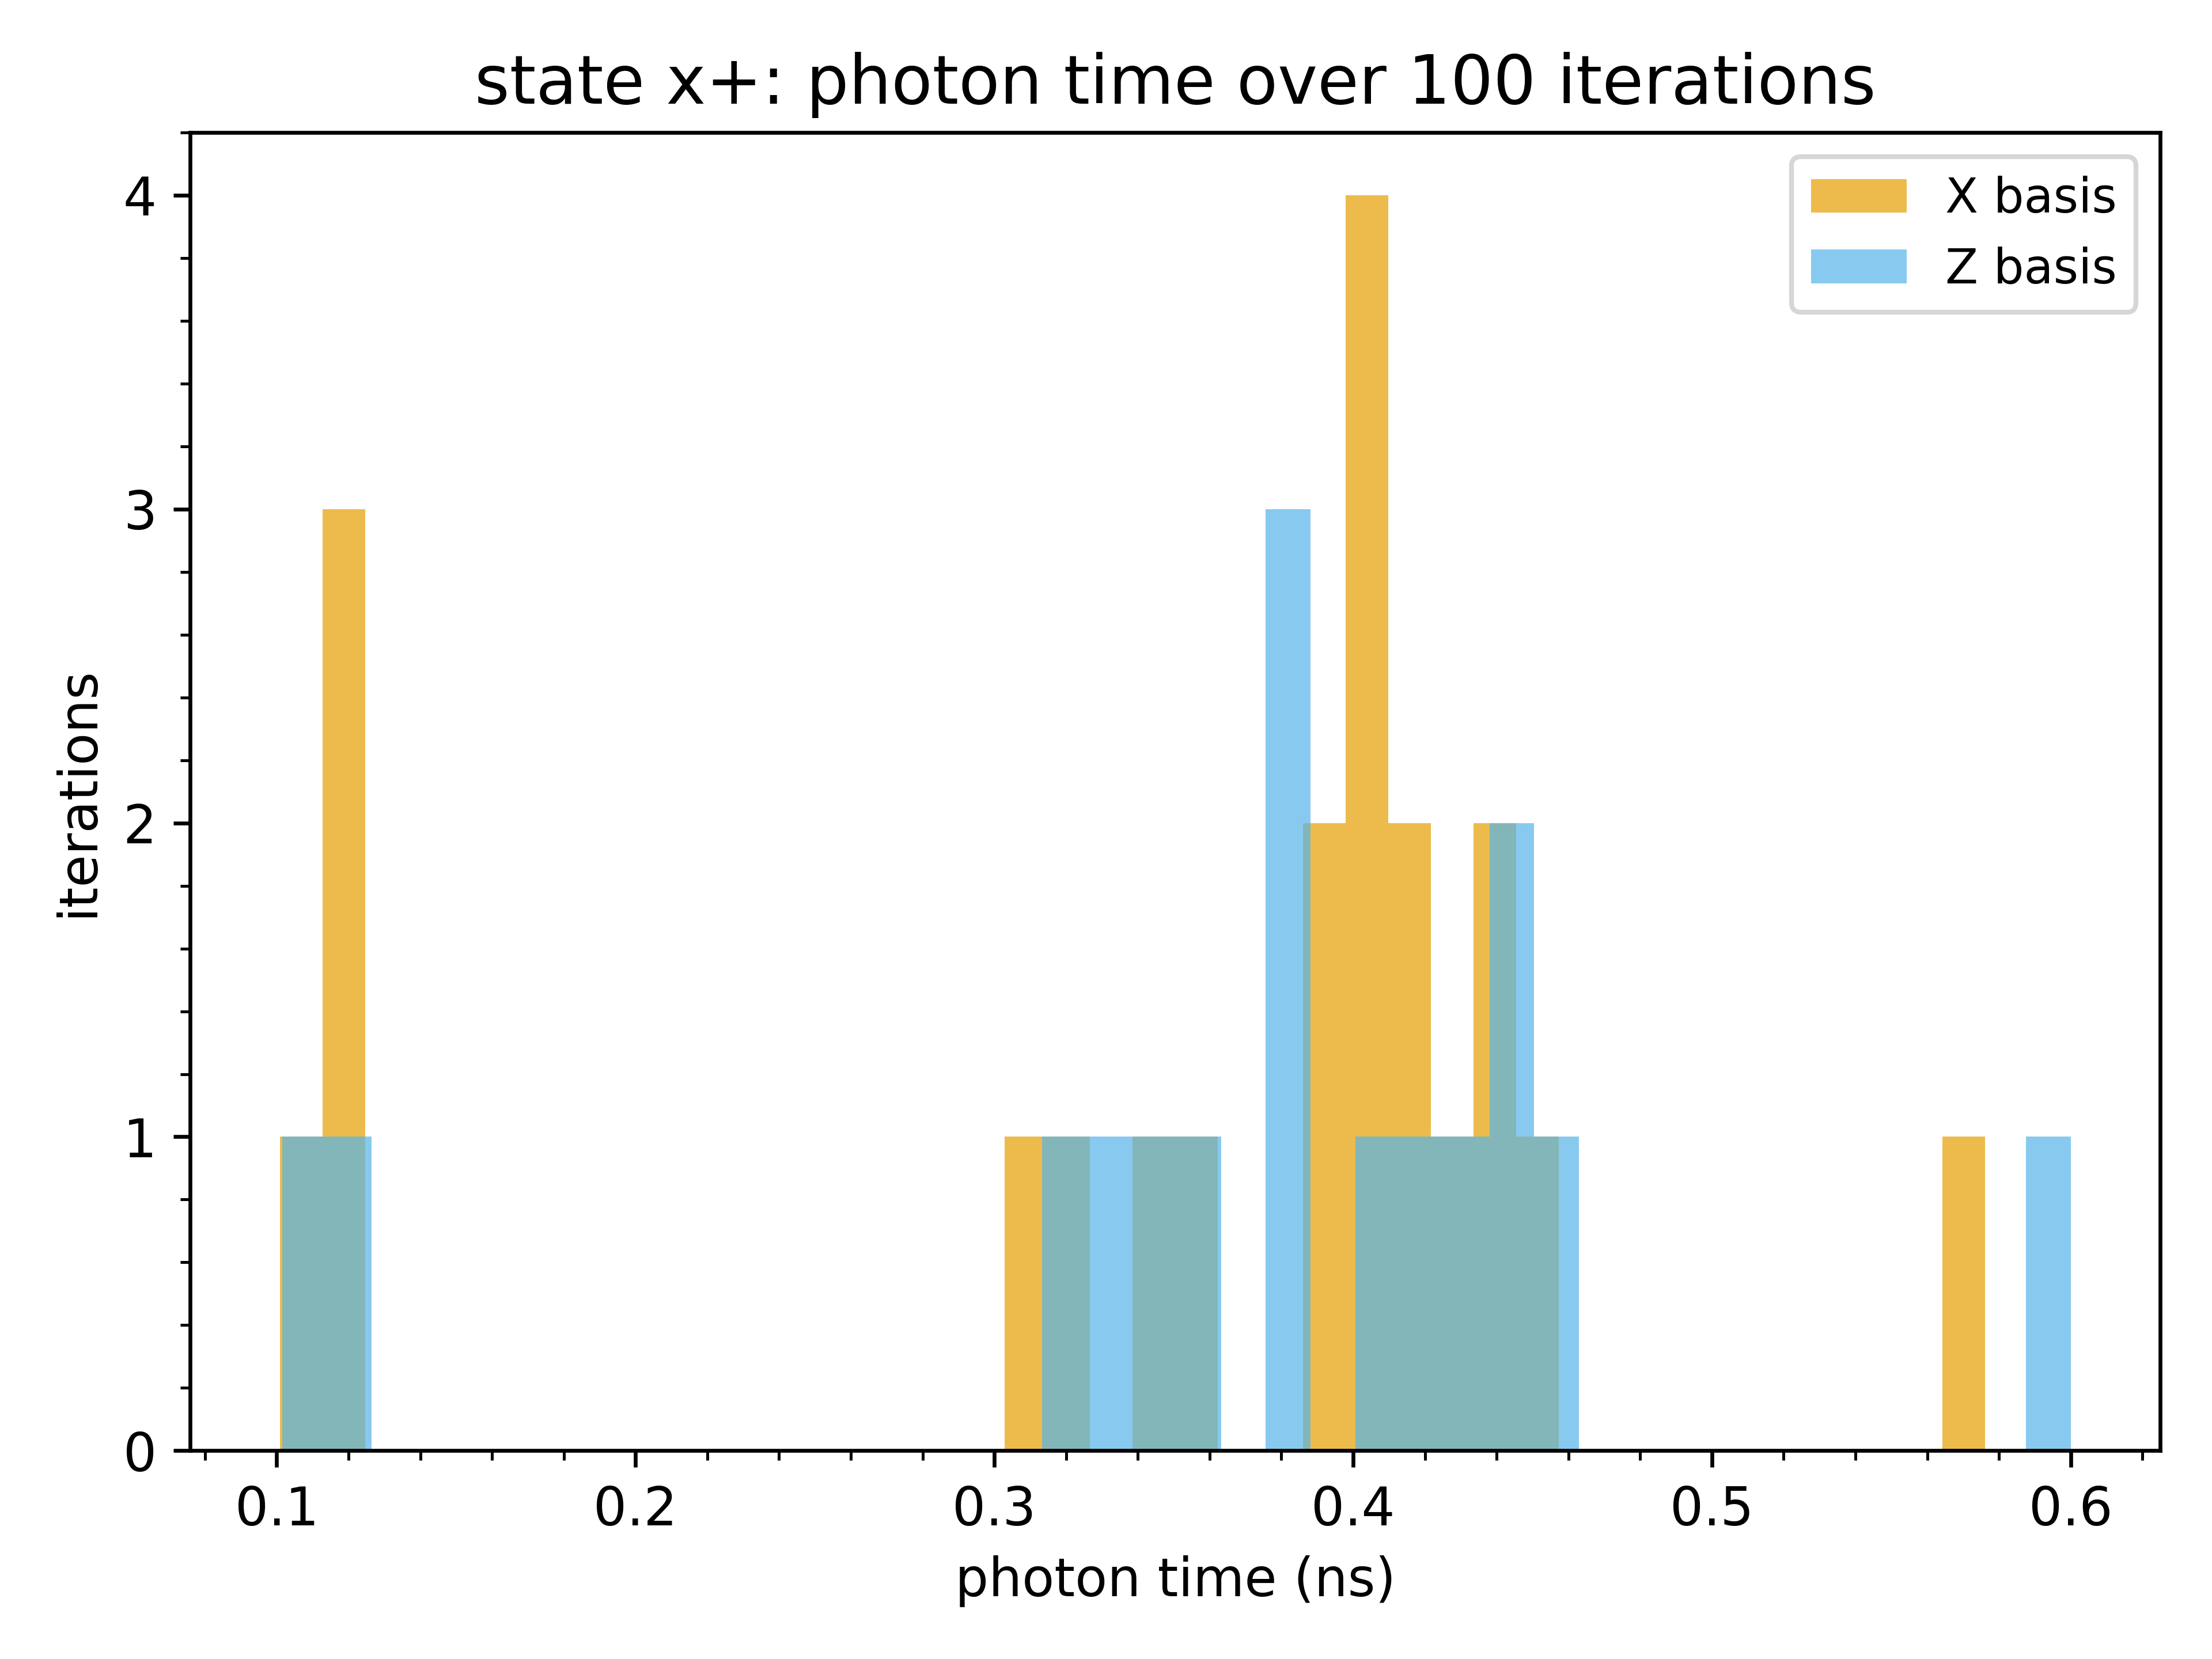 state x+: photon time over 100 iterations
X basis
Z basis
iterations
4
3
2
1
0
0.1 0.2 0.3 0.4 0.5 0.6
photon time (ns)